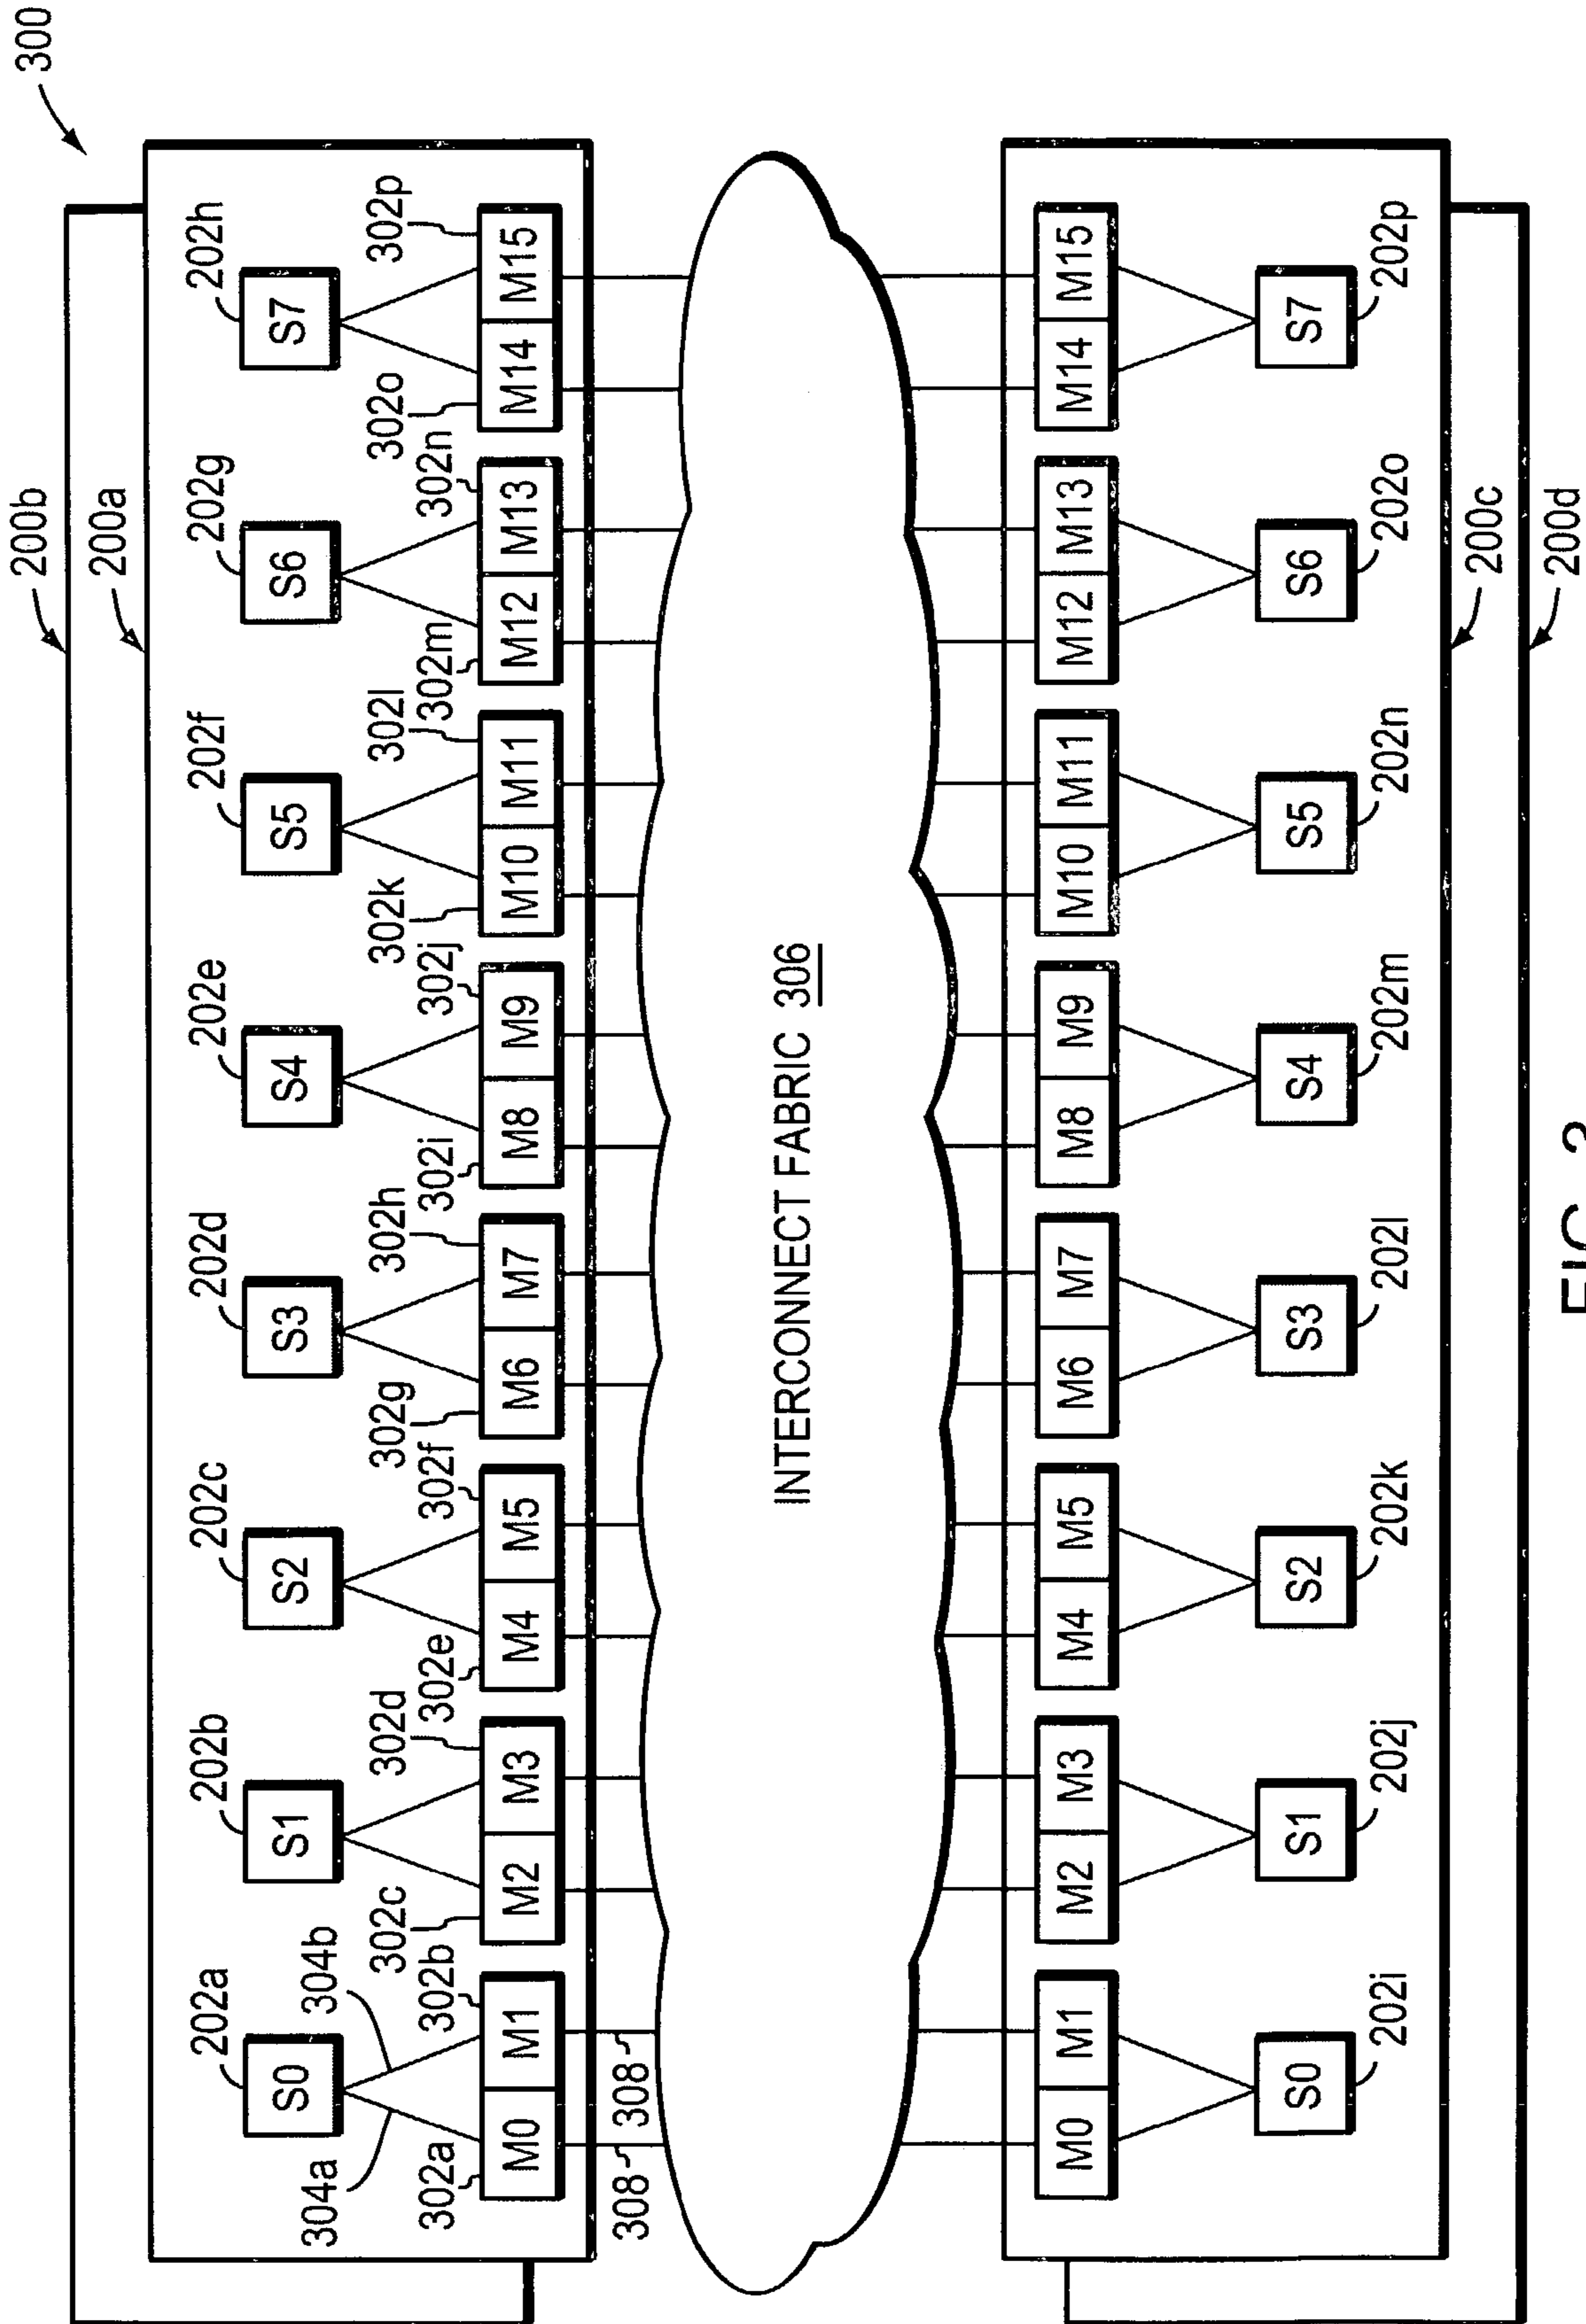 300
200b
200a
202a 202b 202c 202d 202e 202f 202g 202h
S0 S1 S2 S3 S4 S5 S6 S7
304a 304b
302c 302d 302g 302h 302k 302l 302o 302p
302a 302b 302e 302f 302i 302j 302m 302n
M0 M1 M2 M3 M4 M5 M6 M7 M8 M9 M10 M11 M12 M13 M14 M15
308 308
INTERCONNECT FABRIC 306
M0 M1 M2 M3 M4 M5 M6 M7 M8 M9 M10 M11 M12 M13 M14 M15
S0 S1 S2 S3 S4 S5 S6 S7
202i 202j 202k 202l 202m 202n 202o 202p
200c
200d